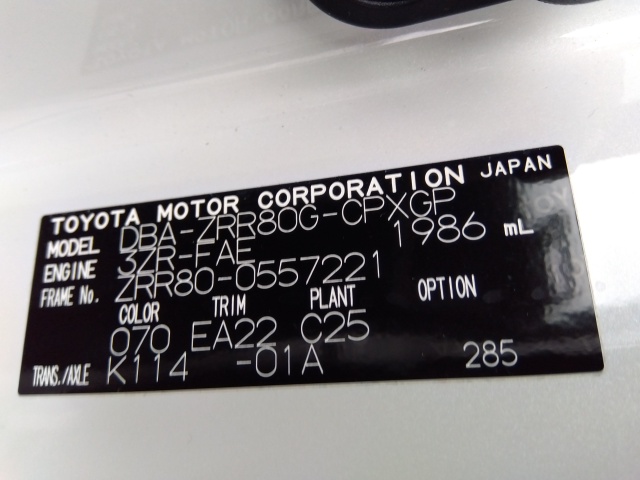 TOYOTA MOTOR CORPORATION JAPAN
MODEL DBA-ZRR80G-CPXGP
ENGINE 3ZR-FAE 1986 mL
FRAME No. ZRR80-0557221
COLOR TRIM PLANT OPTION
070 EA22 C25
TRANS./AXLE K114 -01A 285